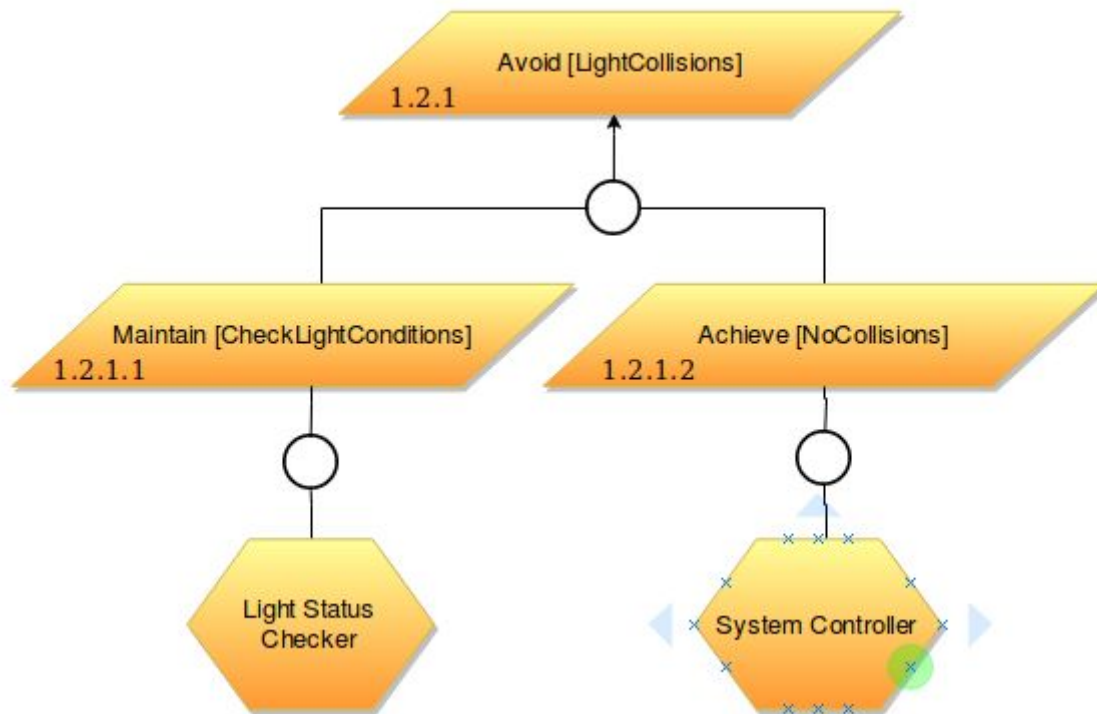 Avoid [LightCollisions]
1.2.1
Maintain [CheckLightConditions]
1.2.1.1
Achieve [NoCollisions]
1.2.1.2
Light Status
Checker
System Controller